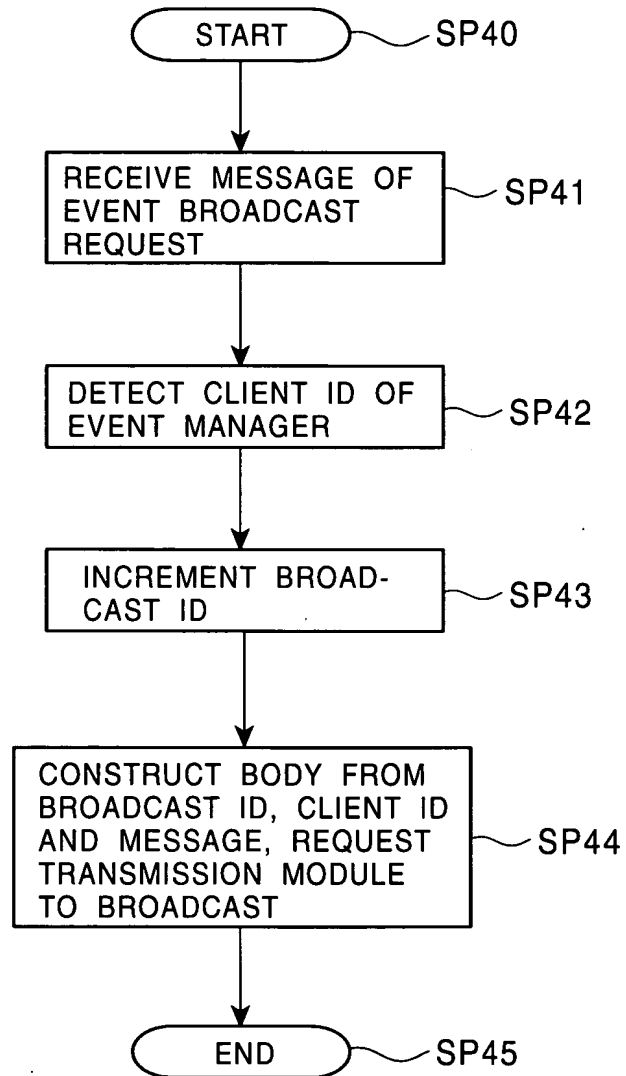 START
SP40
RECEIVE MESSAGE OF
EVENT BROADCAST
REQUEST
SP41
DETECT CLIENT ID OF
EVENT MANAGER
SP42
INCREMENT BROAD-
CAST ID
SP43
CONSTRUCT BODY FROM
BROADCAST ID, CLIENT ID
AND MESSAGE, REQUEST
TRANSMISSION MODULE
TO BROADCAST
SP44
END
SP45